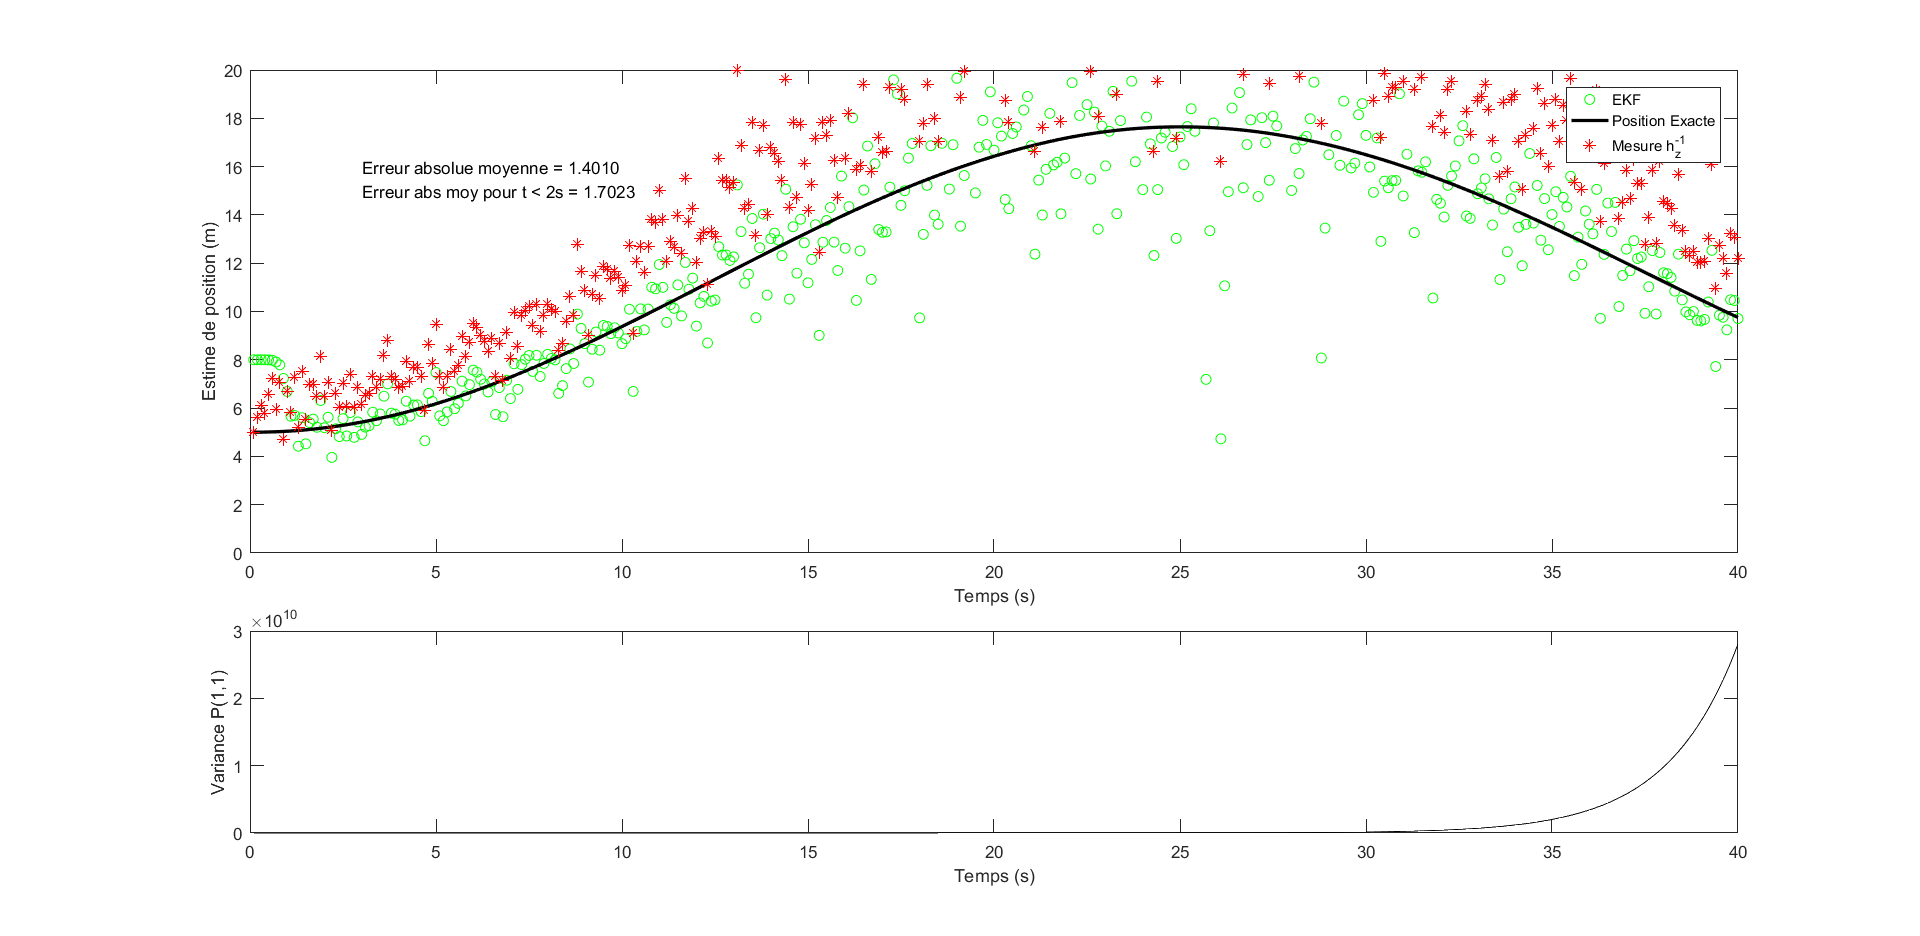 20
18
16
14
12
10
8
6
4
2
0
Estime de position (m)
Erreur absolue moyenne = 1.4010
Erreur abs moy pour t < 2s = 1.7023
EKF
Position Exacte
Mesure h_z^-1
0 5 10 15 20 25 30 35 40
Temps (s)
×10^10
3
2
1
0
Variance P(1,1)
0 5 10 15 20 25 30 35 40
Temps (s)